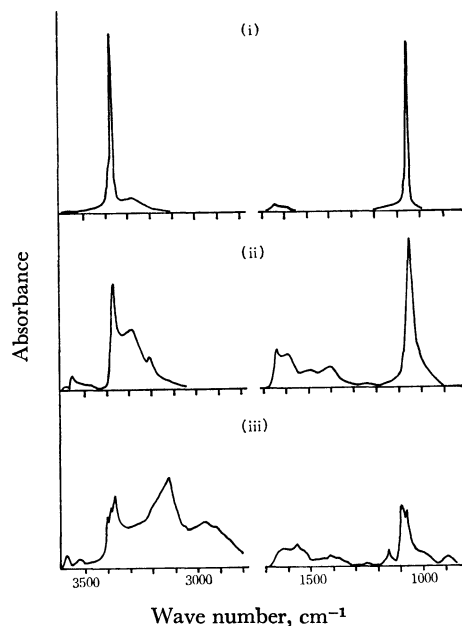 (i)
(ii)
(iii)
Absorbance
3500 3000 1500 1000
Wave number, cm⁻¹